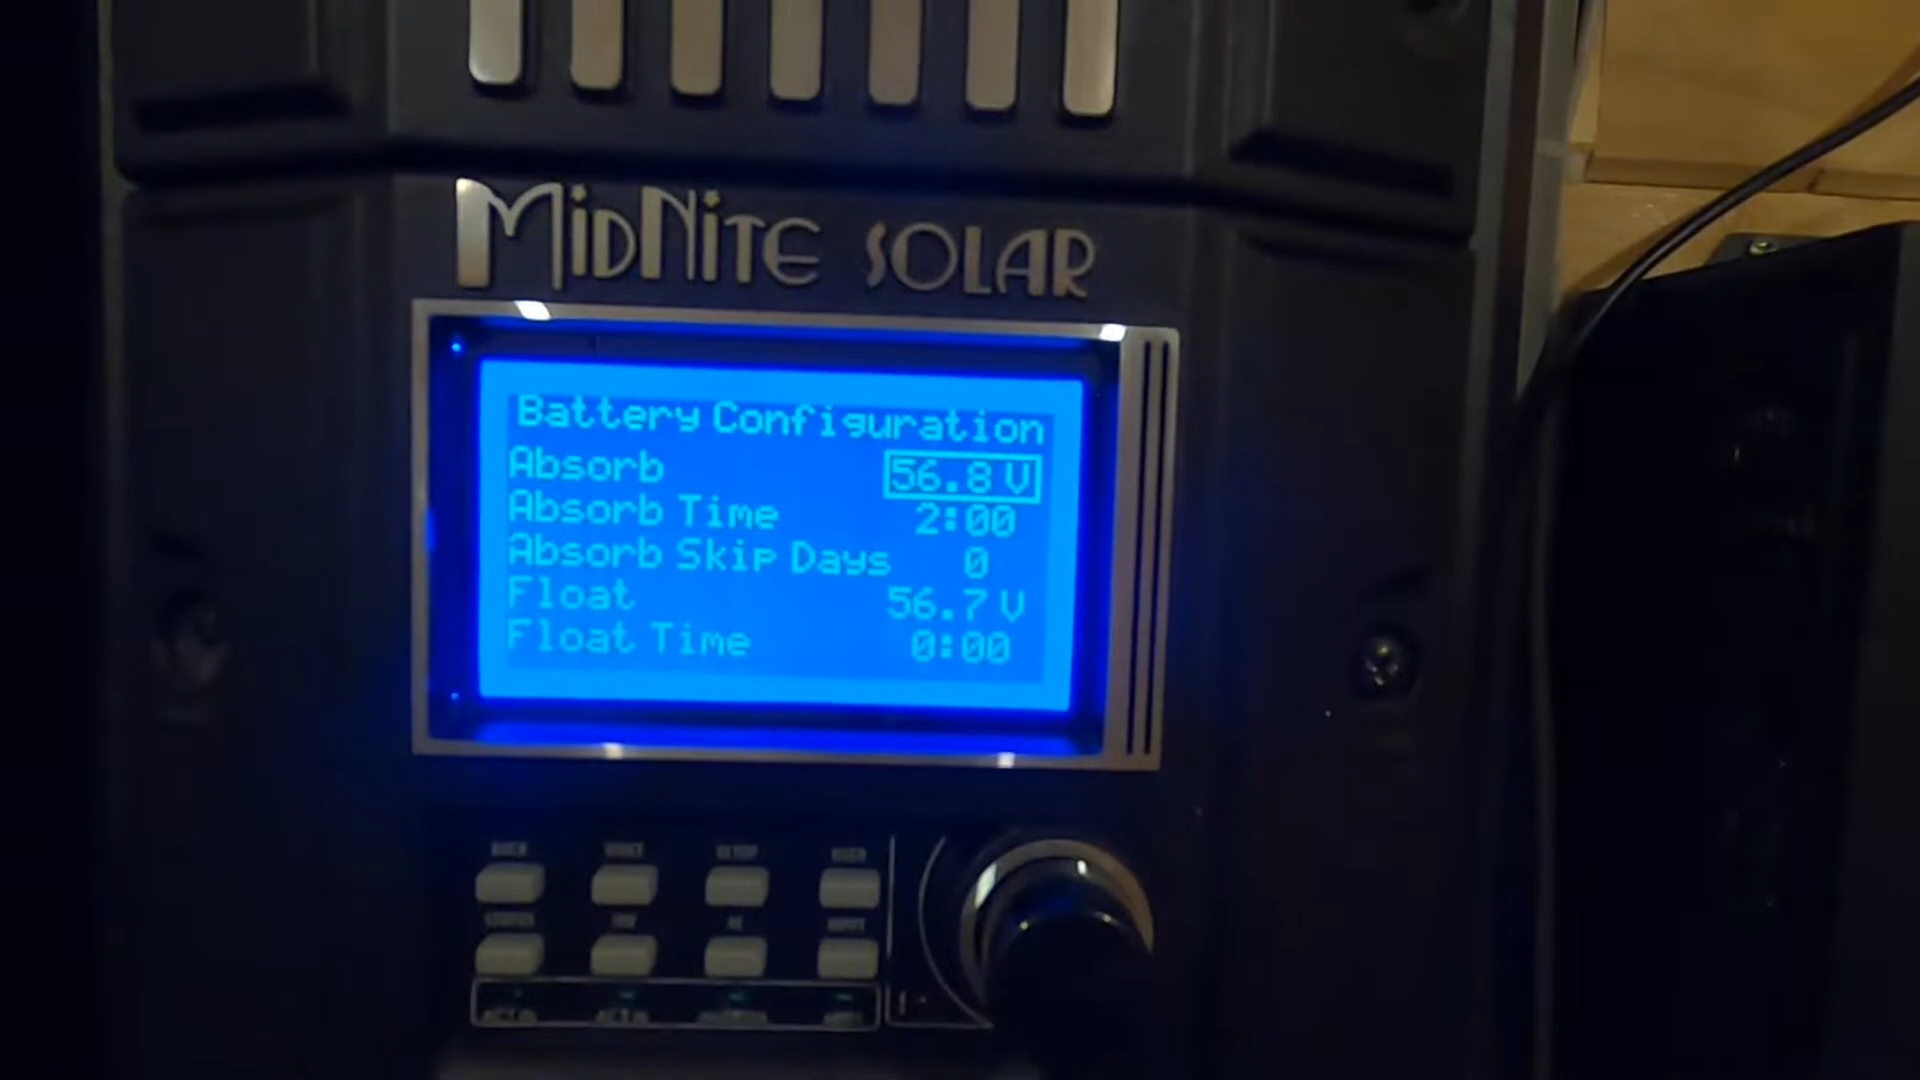 MidNite SOLAR
Battery Configuration
Absorb 56.8 V
Absorb Time 2:00
Absorb Skip Days 0
Float 56.7 V
Float Time 0:00